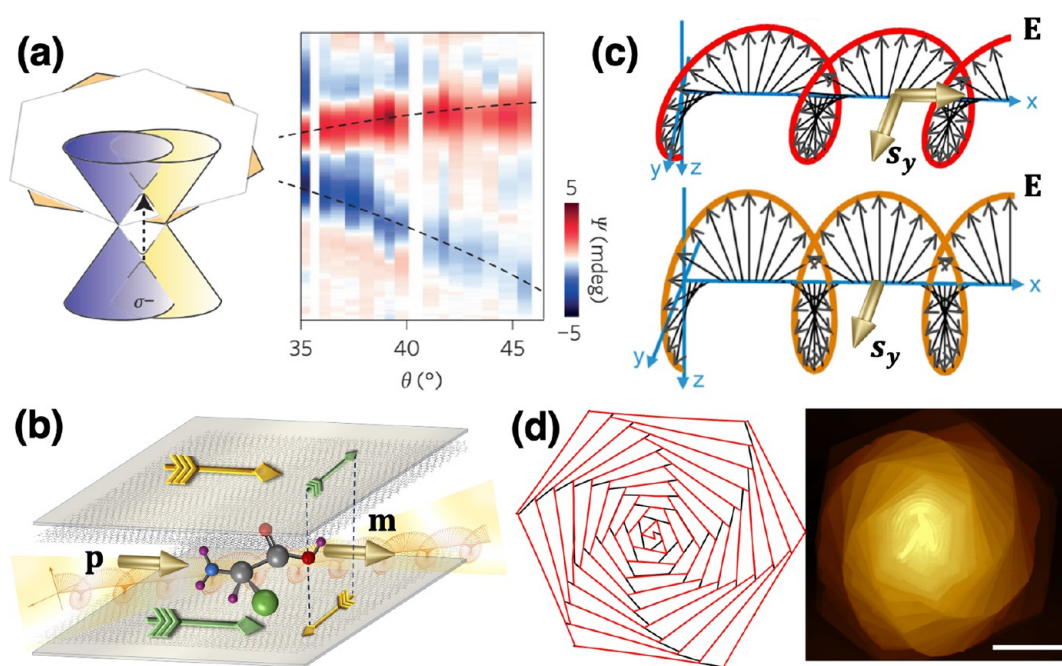 (a)
σ−
5
Ψ (mdeg)
-5
35
40
45
θ (°)
(b)
p
m
(c)
E
x
s_y
y
z
E
x
s_y
y
z
(d)